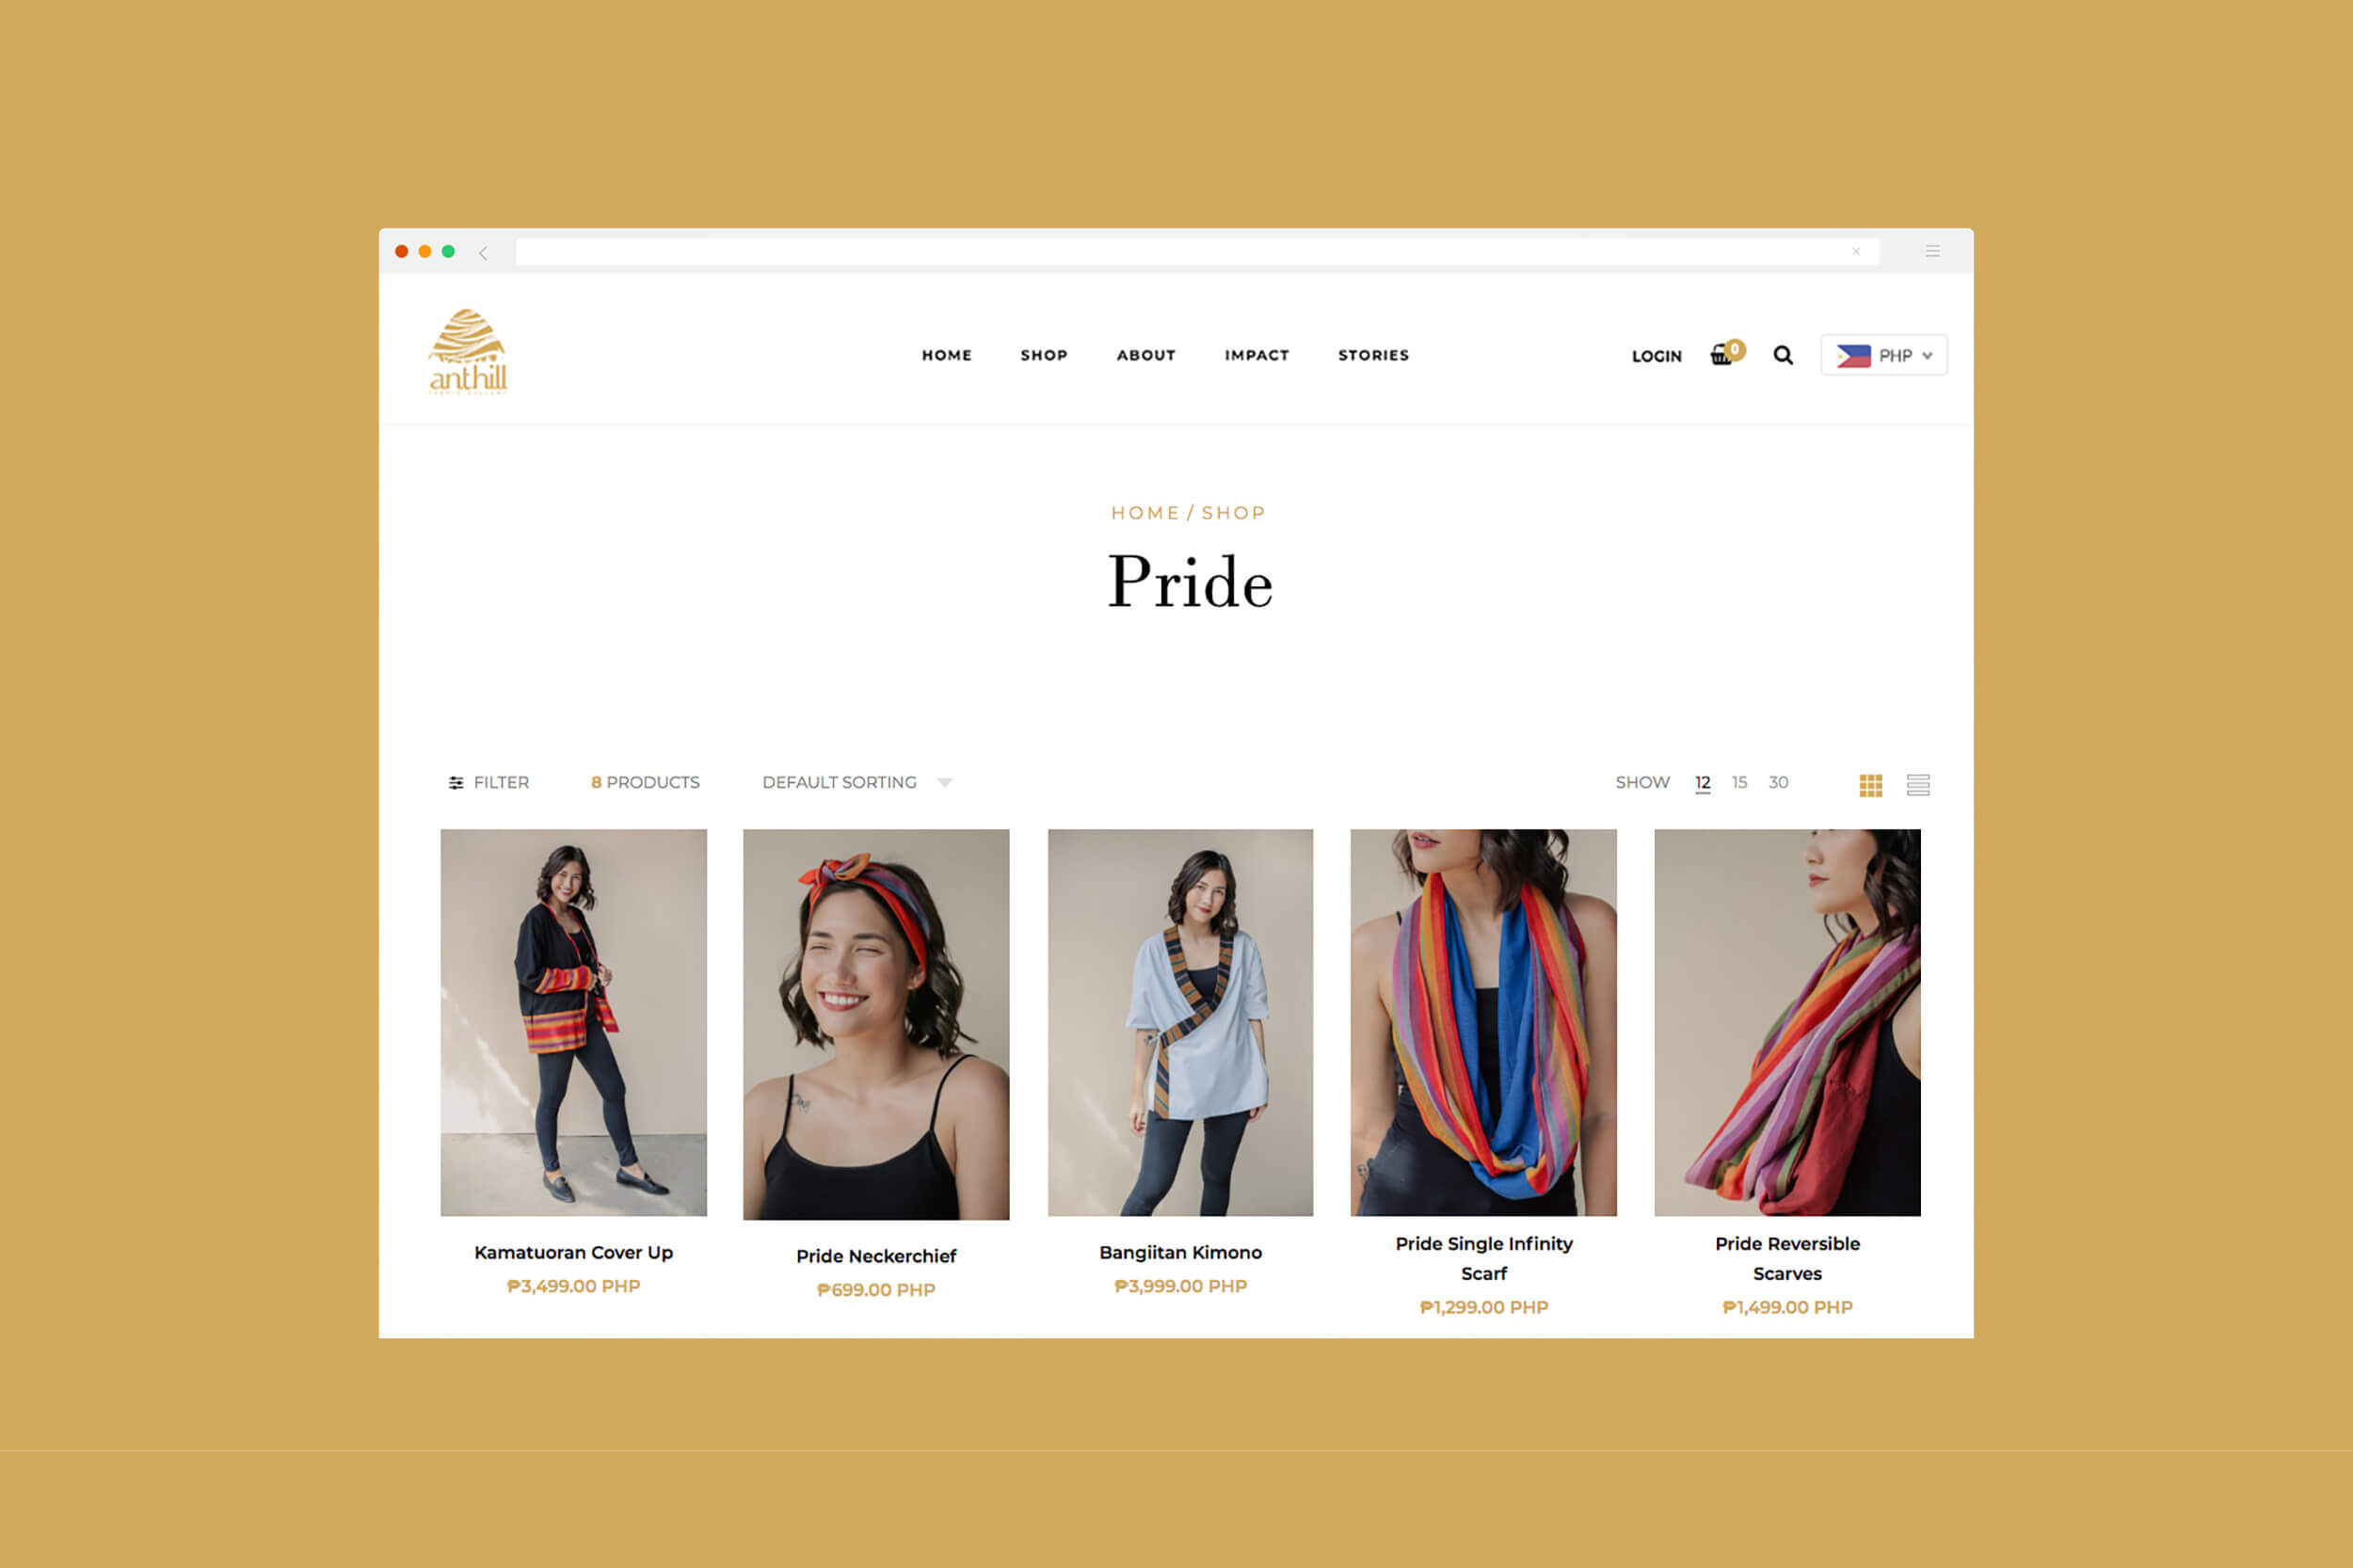 anthill
HOME SHOP ABOUT IMPACT STORIES
LOGIN 0 PHP
HOME / SHOP
Pride
FILTER 8 PRODUCTS DEFAULT SORTING SHOW 12 15 30
Kamatuoran Cover Up
₱3,499.00 PHP
Pride Neckerchief
₱699.00 PHP
Bangiitan Kimono
₱3,999.00 PHP
Pride Single Infinity
Scarf
₱1,299.00 PHP
Pride Reversible
Scarves
₱1,499.00 PHP